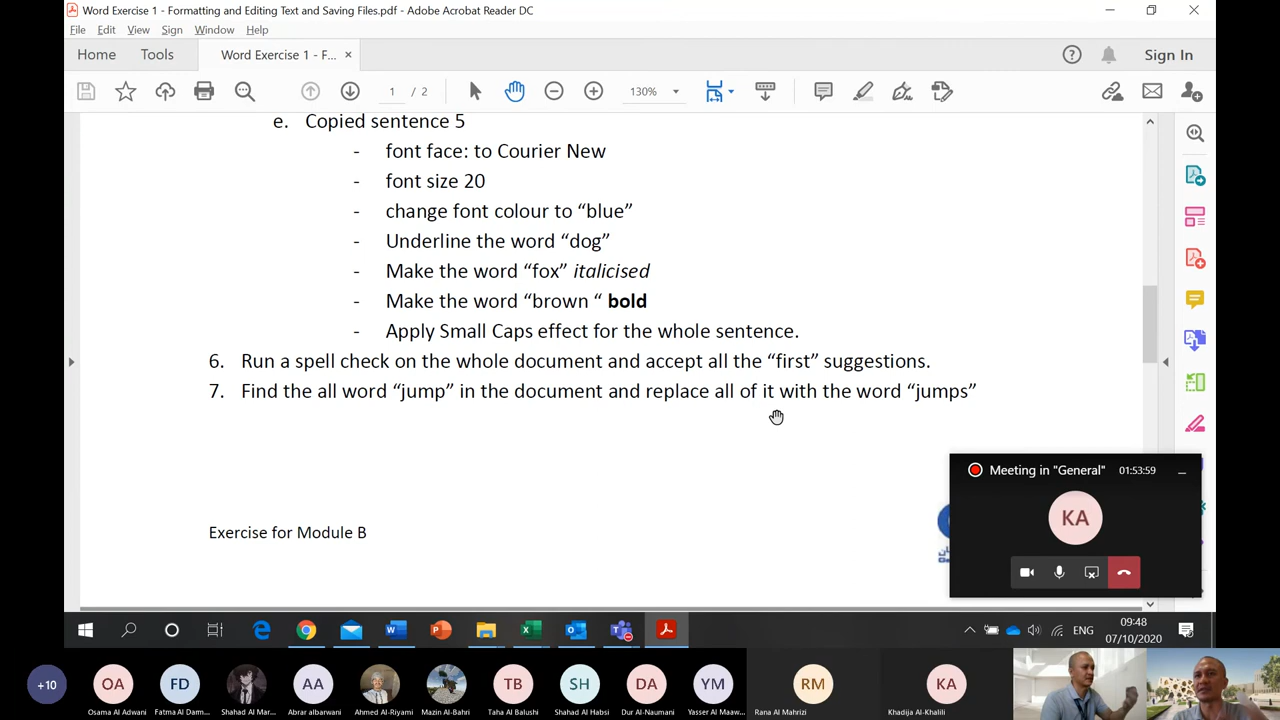 Word Exercise 1 - Formatting and Editing Text and Saving Files.pdf - Adobe Acrobat Reader DC
File Edit View Sign Window Help
Home Tools Word Exercise 1 - F... × Sign In
1 / 2 130%
e. Copied sentence 5
- font face: to Courier New
- font size 20
- change font colour to “blue”
- Underline the word “dog”
- Make the word “fox” italicised
- Make the word “brown “ bold
- Apply Small Caps effect for the whole sentence.
6. Run a spell check on the whole document and accept all the “first” suggestions.
7. Find the all word “jump” in the document and replace all of it with the word “jumps”
Meeting in "General" 01:53:59
KA
Exercise for Module B
ENG
09:48
07/10/2020
+10 OA FD AA TB SH DA YM RM KA
Osama Al Adwani Fatma Al Darm... Shahad Al Mar... Abrar albarwani Ahmed Al-Riyami Mazin Al-Bahri Taha Al Balushi Shahad Al Habsi Dur Al-Naumani Yasser Al Maaw... Rana Al Mahrizi Khadija Al-Khalili